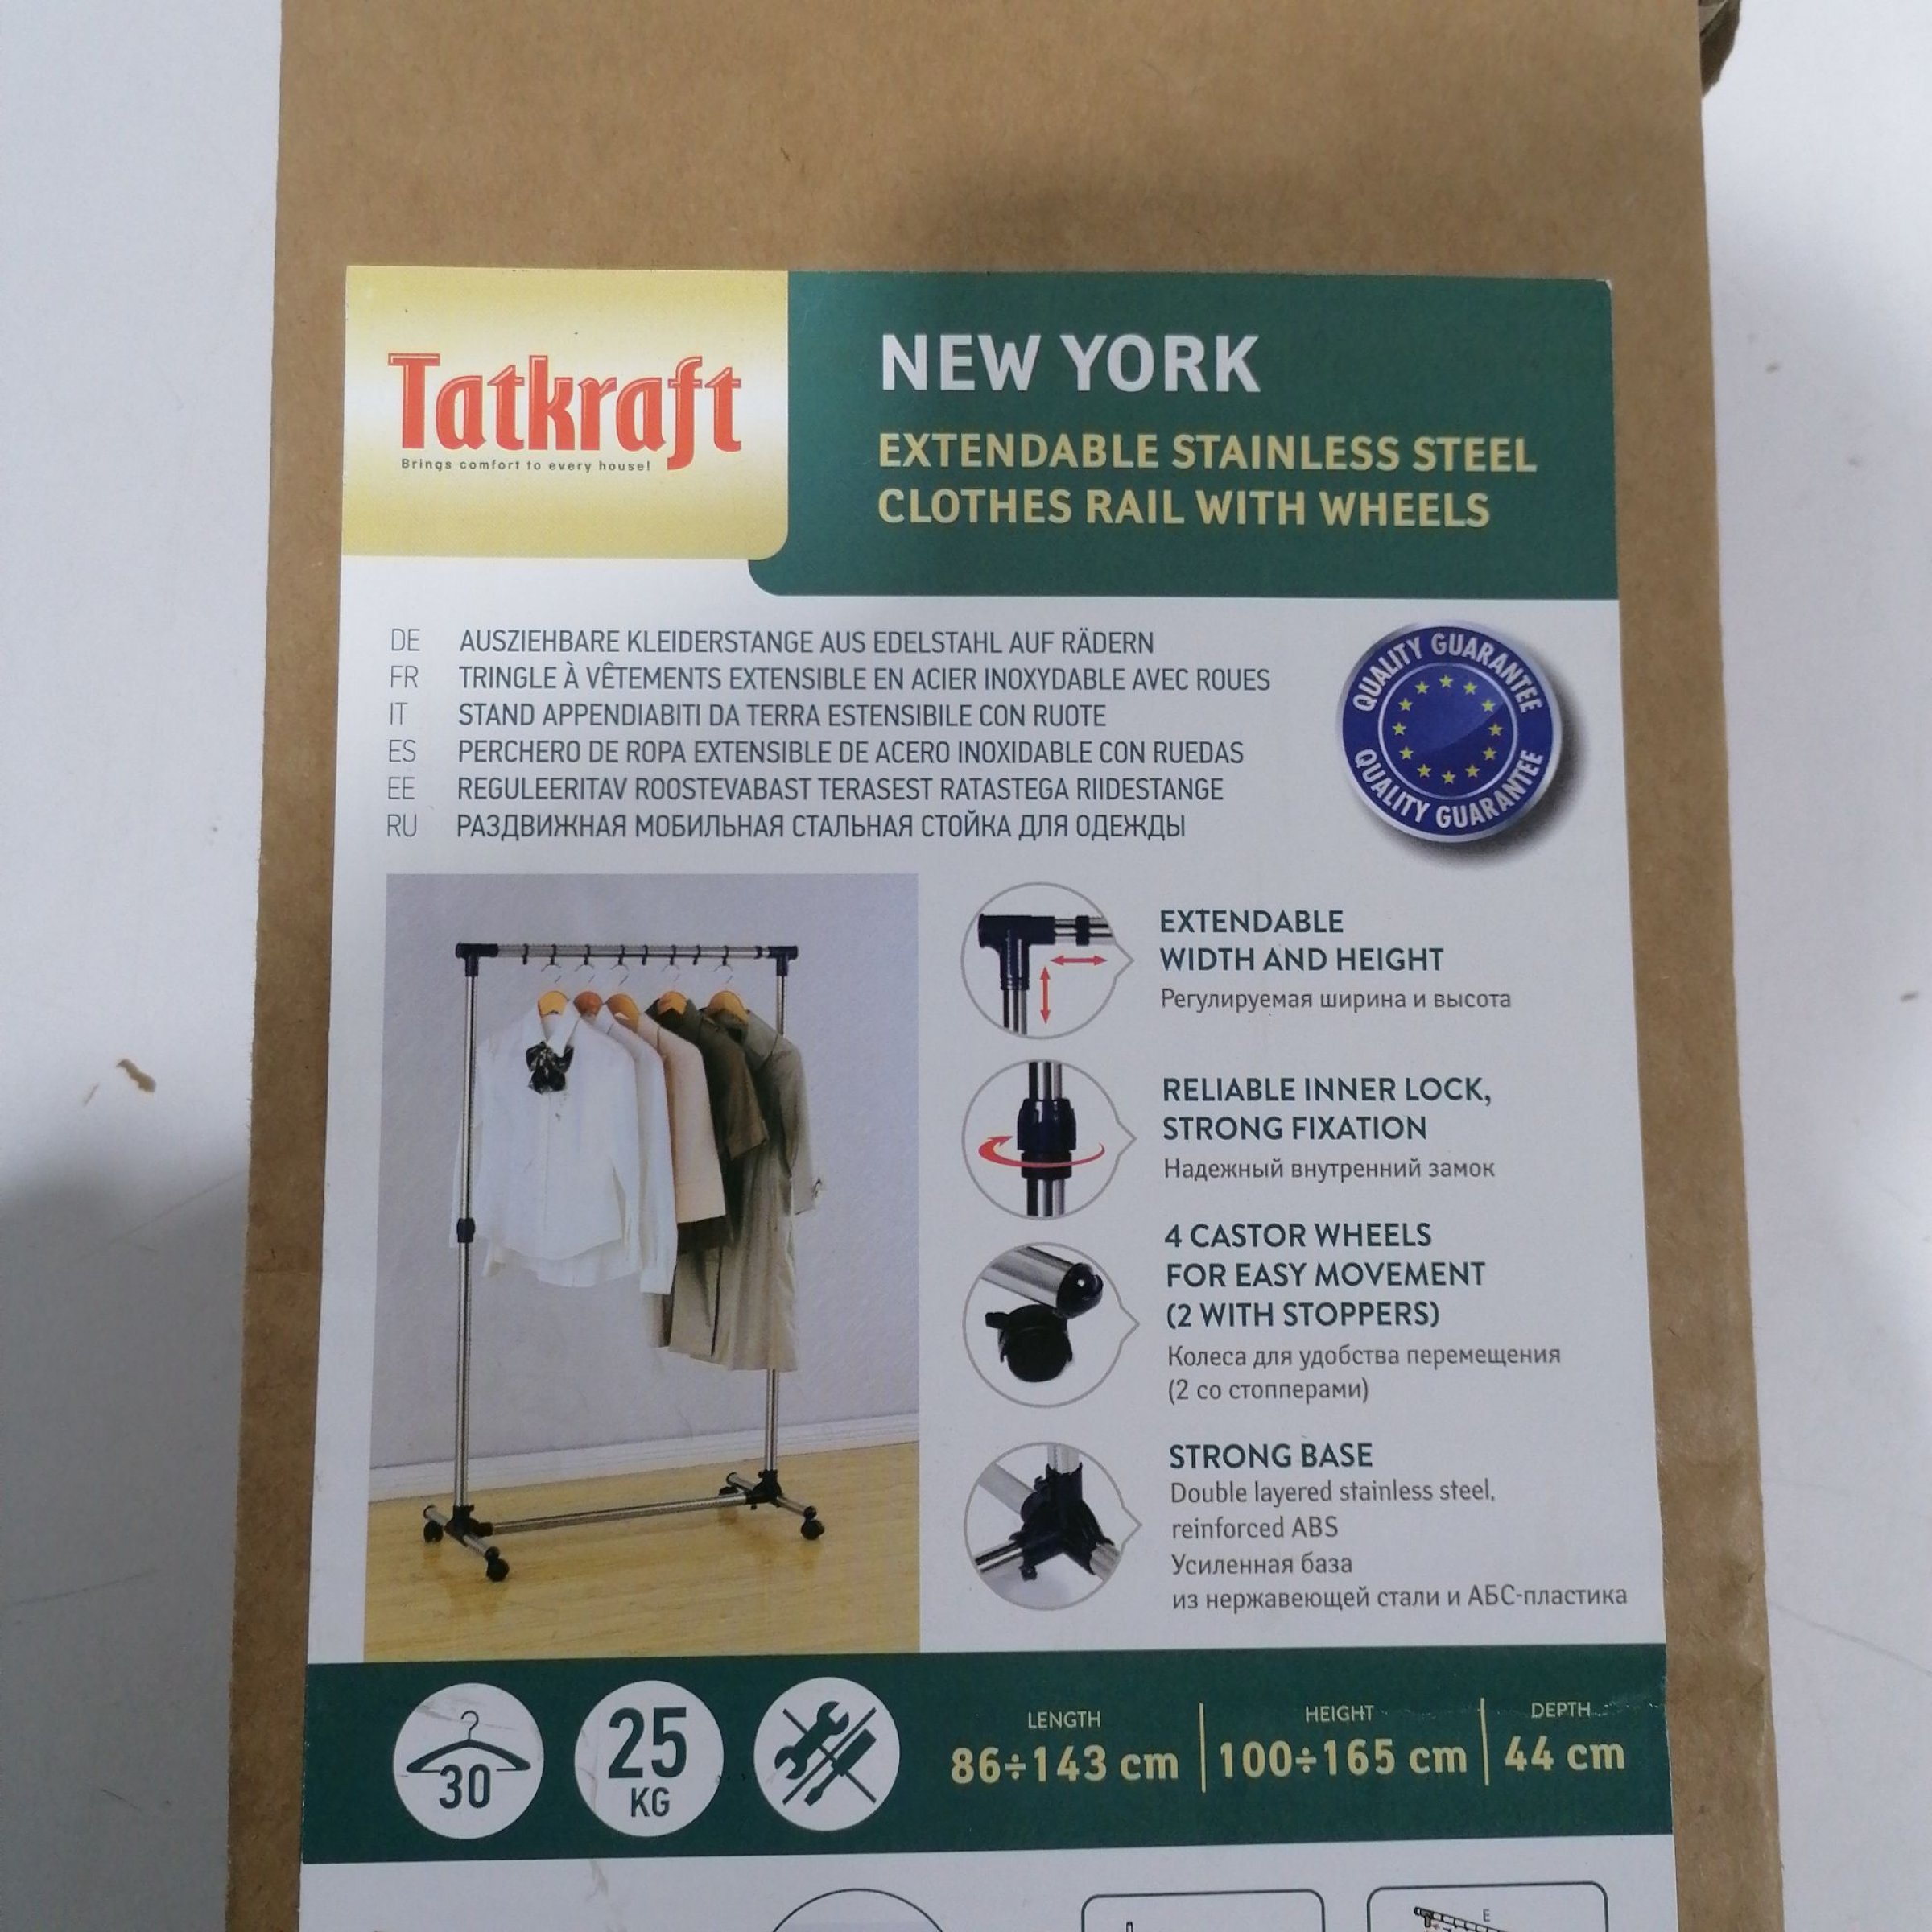 Tatkraft
Brings comfort to every house!
NEW YORK
EXTENDABLE STAINLESS STEEL
CLOTHES RAIL WITH WHEELS
DE AUSZIEHBARE KLEIDERSTANGE AUS EDELSTAHL AUF RÄDERN
FR TRINGLE À VÊTEMENTS EXTENSIBLE EN ACIER INOXYDABLE AVEC ROUES
IT STAND APPENDIABITI DA TERRA ESTENSIBILE CON RUOTE
ES PERCHERO DE ROPA EXTENSIBLE DE ACERO INOXIDABLE CON RUEDAS
EE REGULEERITAV ROOSTEVABAST TERASEST RATASTEGA RIIDESTANGE
RU РАЗДВИЖНАЯ МОБИЛЬНАЯ СТАЛЬНАЯ СТОЙКА ДЛЯ ОДЕЖДЫ
QUALITY GUARANTEE
QUALITY GUARANTEE
EXTENDABLE
WIDTH AND HEIGHT
Регулируемая ширина и высота
RELIABLE INNER LOCK,
STRONG FIXATION
Надежный внутренний замок
4 CASTOR WHEELS
FOR EASY MOVEMENT
(2 WITH STOPPERS)
Колеса для удобства перемещения
(2 со стопперами)
STRONG BASE
Double layered stainless steel,
reinforced ABS
Усиленная база
из нержавеющей стали и АБС-пластика
30
25
KG
LENGTH
86÷143 cm
HEIGHT
100÷165 cm
DEPTH
44 cm
E